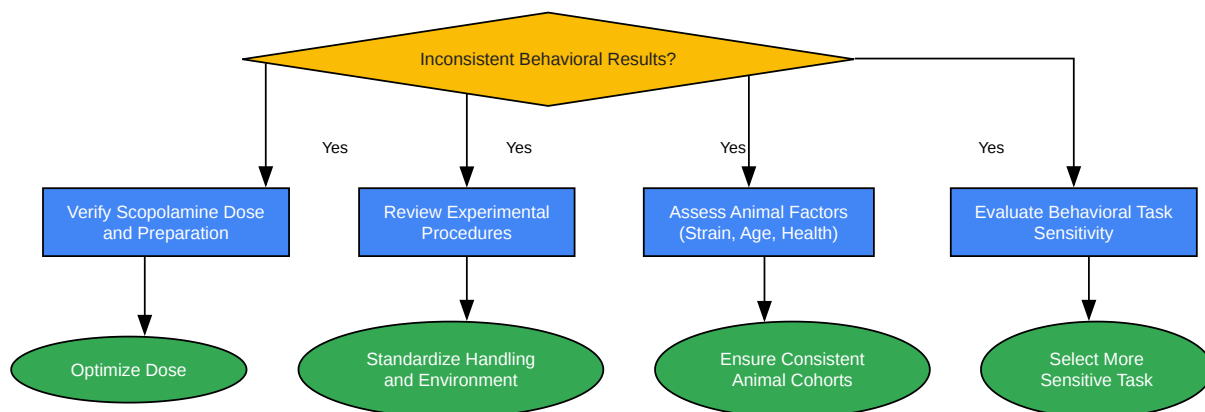 Inconsistent Behavioral Results?
Yes
Yes
Yes
Yes
Verify Scopolamine Dose
and Preparation
Review Experimental
Procedures
Assess Animal Factors
(Strain, Age, Health)
Evaluate Behavioral Task
Sensitivity
Optimize Dose
Standardize Handling
and Environment
Ensure Consistent
Animal Cohorts
Select More
Sensitive Task